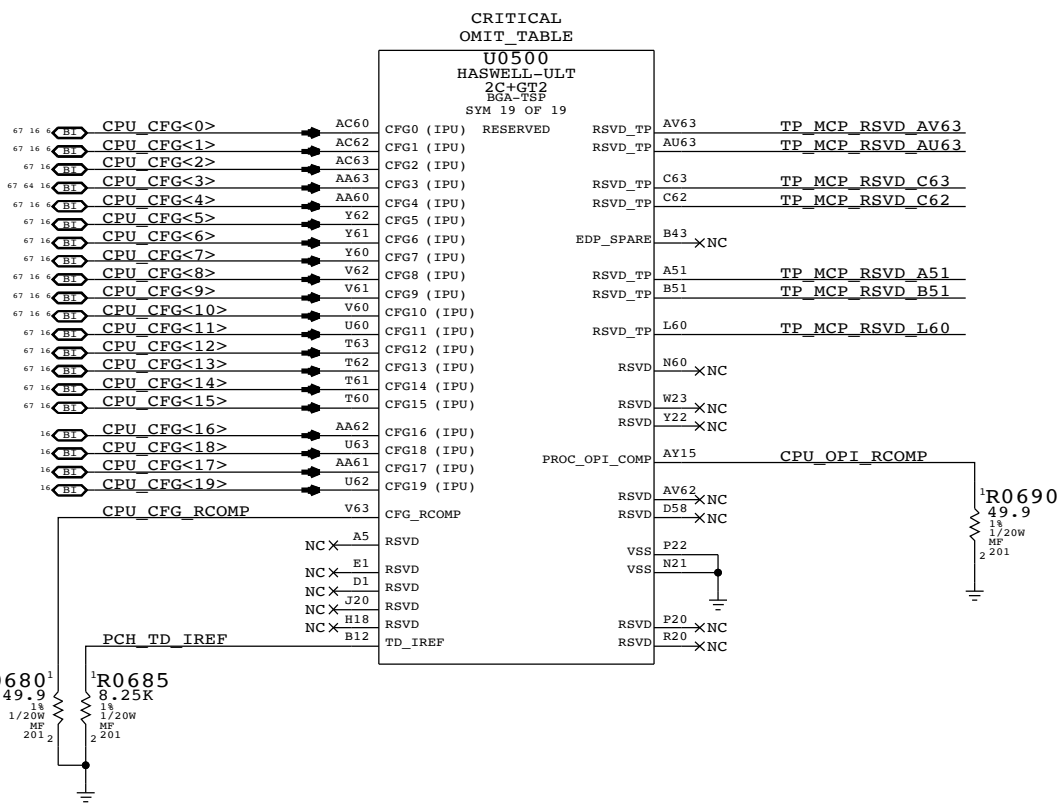 CRITICAL
OMIT_TABLE
U0500
HASWELL-ULT
2C+GT2
BGA-TSP
SYM 19 OF 19
RESERVED
67 16 6 BI CPU_CFG<0> AC60 CFG0 (IPU)
67 16 6 BI CPU_CFG<1> AC62 CFG1 (IPU)
67 16 BI CPU_CFG<2> AC63 CFG2 (IPU)
67 64 16 BI CPU_CFG<3> AA63 CFG3 (IPU)
67 16 6 BI CPU_CFG<4> AA60 CFG4 (IPU)
67 16 BI CPU_CFG<5> Y62 CFG5 (IPU)
67 16 BI CPU_CFG<6> Y61 CFG6 (IPU)
67 16 BI CPU_CFG<7> Y60 CFG7 (IPU)
67 16 6 BI CPU_CFG<8> V62 CFG8 (IPU)
67 16 6 BI CPU_CFG<9> V61 CFG9 (IPU)
67 16 6 BI CPU_CFG<10> V60 CFG10 (IPU)
67 16 BI CPU_CFG<11> U60 CFG11 (IPU)
67 16 BI CPU_CFG<12> T63 CFG12 (IPU)
67 16 BI CPU_CFG<13> T62 CFG13 (IPU)
67 16 BI CPU_CFG<14> T61 CFG14 (IPU)
67 16 BI CPU_CFG<15> T60 CFG15 (IPU)
16 BI CPU_CFG<16> AA62 CFG16 (IPU)
16 BI CPU_CFG<18> U63 CFG18 (IPU)
16 BI CPU_CFG<17> AA61 CFG17 (IPU)
16 BI CPU_CFG<19> U62 CFG19 (IPU)
CPU_CFG_RCOMP V63 CFG_RCOMP
NC A5 RSVD
NC E1 RSVD
NC D1 RSVD
NC J20 RSVD
NC H18 RSVD
PCH_TD_IREF B12 TD_IREF
RSVD_TP AV63 TP_MCP_RSVD_AV63
RSVD_TP AU63 TP_MCP_RSVD_AU63
RSVD_TP C63 TP_MCP_RSVD_C63
RSVD_TP C62 TP_MCP_RSVD_C62
EDP_SPARE B43 NC
RSVD_TP A51 TP_MCP_RSVD_A51
RSVD_TP B51 TP_MCP_RSVD_B51
RSVD_TP L60 TP_MCP_RSVD_L60
RSVD N60 NC
RSVD W23 NC
RSVD Y22 NC
PROC_OPI_COMP AY15 CPU_OPI_RCOMP
RSVD AV62 NC
RSVD D58 NC
VSS P22
VSS N21
RSVD P20 NC
RSVD R20 NC
1 R0690
49.9
1%
1/20W
MF
2 201
0680 1
49.9
1%
1/20W
MF
201 2
1 R0685
8.25K
1%
1/20W
MF
2 201